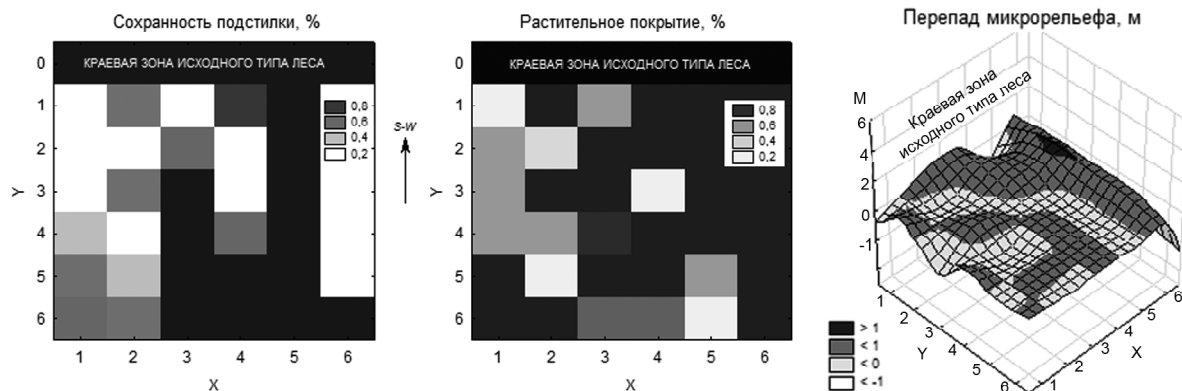 Сохранность подстилки, %
КРАЕВАЯ ЗОНА ИСХОДНОГО ТИПА ЛЕСА
0
1
2
3
4
5
6
Y
1 2 3 4 5 6
X
0,8
0,6
0,4
0,2
s-w
Растительное покрытие, %
КРАЕВАЯ ЗОНА ИСХОДНОГО ТИПА ЛЕСА
0
1
2
3
4
5
6
Y
1 2 3 4 5 6
X
0,8
0,6
0,4
0,2
Перепад микрорельефа, м
Краевая зона
исходного типа леса
М
6
4
2
0
-1
1 2 3 4 5 6
Y
1 2 3 4 5 6
X
> 1
< 1
< 0
< -1